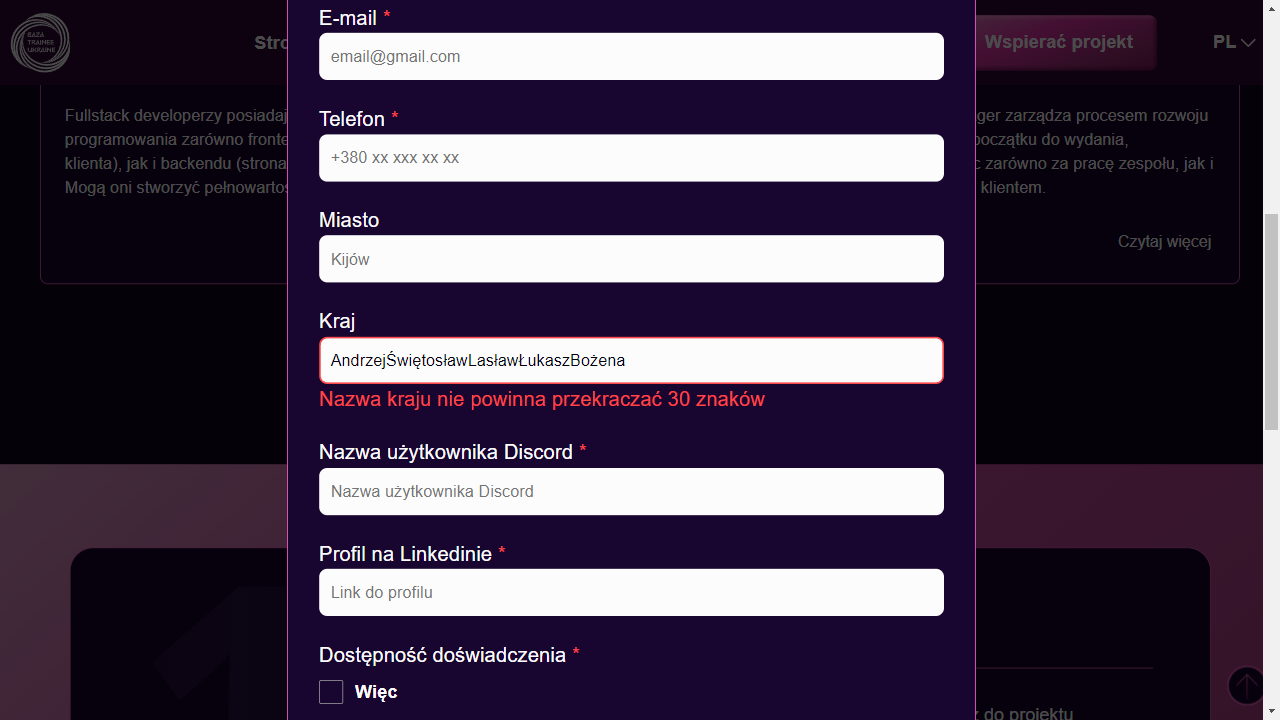 BAZA
TRAINEE
UKRAINE
Wspierać projekt
PL
Fullstack developerzy posiadaj
programowania zarówno fronte
klienta), jak i backendu (strona
Mogą oni stworzyć pełnowartoś
ger zarządza procesem rozwoju
początku do wydania,
c zarówno za pracę zespołu, jak i
klientem.
Czytaj więcej
E-mail *
email@gmail.com
Telefon *
+380 xx xxx xx xx
Miasto
Kijów
Kraj
AndrzejŚwiętosławLasławŁukaszBożena
Nazwa kraju nie powinna przekraczać 30 znaków
Nazwa użytkownika Discord *
Nazwa użytkownika Discord
Profil na Linkedinie *
Link do profilu
Dostępność doświadczenia *
Więc
1
do projektu